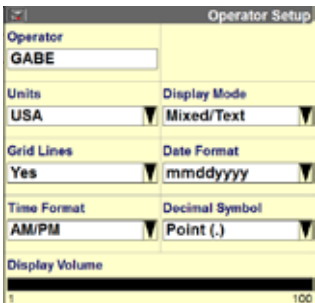 Operator Setup
Operator
GABE
Units
Display Mode
USA
Mixed/Text
Grid Lines
Date Format
Yes
mmddyyyy
Time Format
Decimal Symbol
AM/PM
Point (.)
Display Volume
1
100